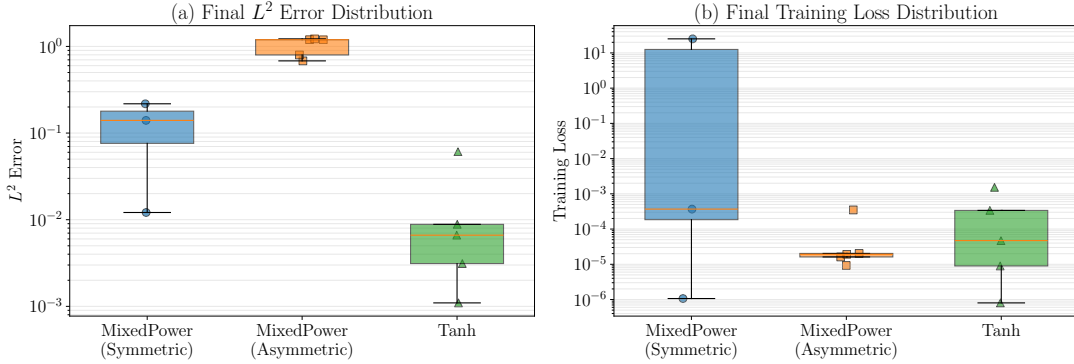 (a) Final $L^2$ Error Distribution
$L^2$ Error
10⁰
10⁻¹
10⁻²
10⁻³
MixedPower
(Symmetric)
MixedPower
(Asymmetric)
Tanh
(b) Final Training Loss Distribution
Training Loss
10¹
10⁰
10⁻¹
10⁻²
10⁻³
10⁻⁴
10⁻⁵
10⁻⁶
MixedPower
(Symmetric)
MixedPower
(Asymmetric)
Tanh